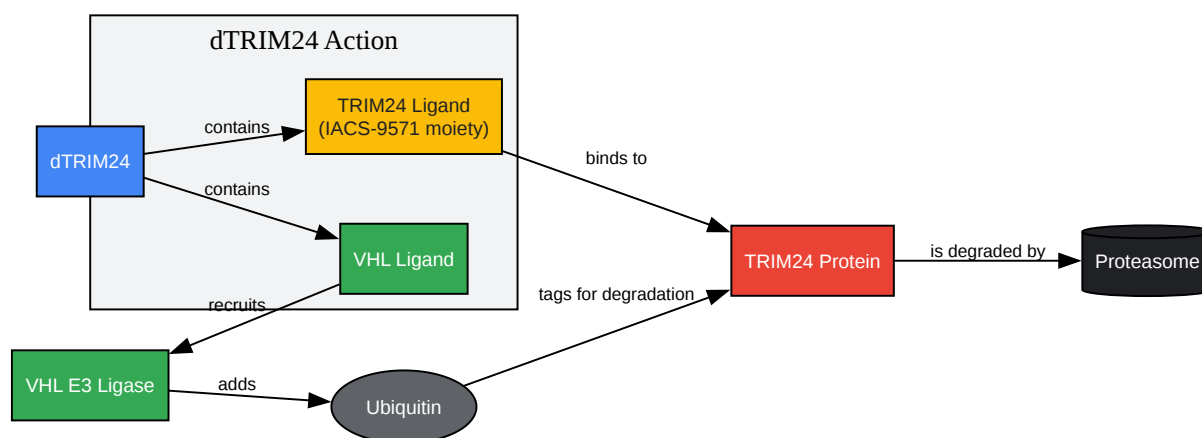 dTRIM24 Action
TRIM24 Ligand
(IACS-9571 moiety)
contains
dTRIM24
contains
binds to
VHL Ligand
TRIM24 Protein
is degraded by
Proteasome
tags for degradation
recruits
VHL E3 Ligase
adds
Ubiquitin